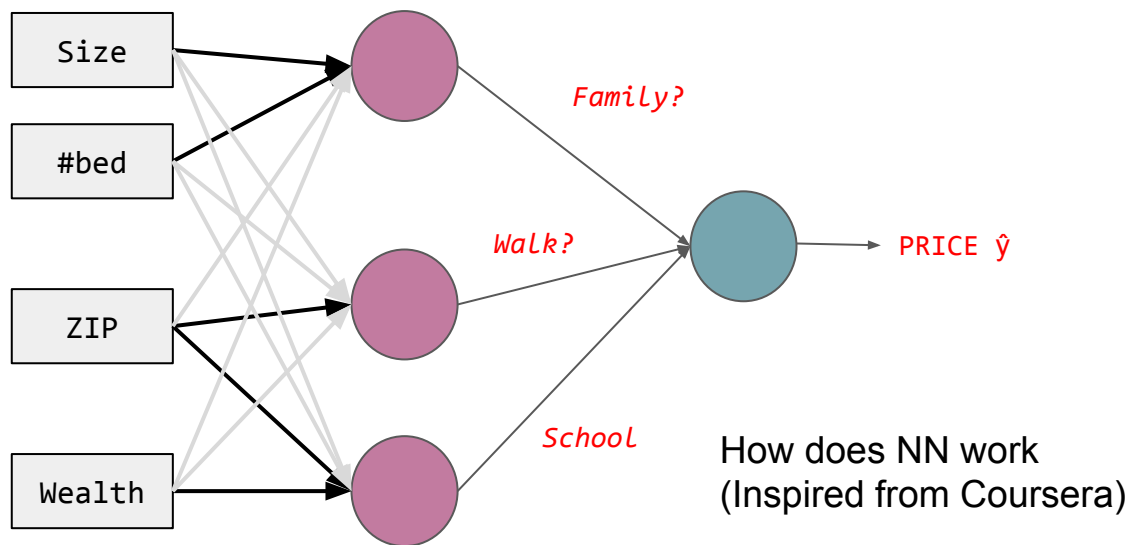 Size
#bed
ZIP
Wealth
Family?
Walk?
School
PRICE ŷ
How does NN work
(Inspired from Coursera)